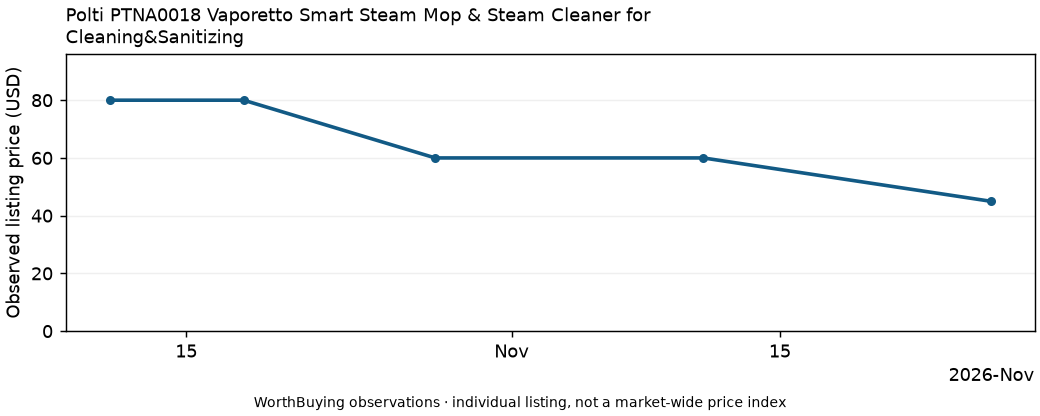 Polti PTNA0018 Vaporetto Smart Steam Mop & Steam Cleaner for
Cleaning&Sanitizing
Observed listing price (USD)
80
60
40
20
0
15
Nov
15
2026-Nov
WorthBuying observations · individual listing, not a market-wide price index